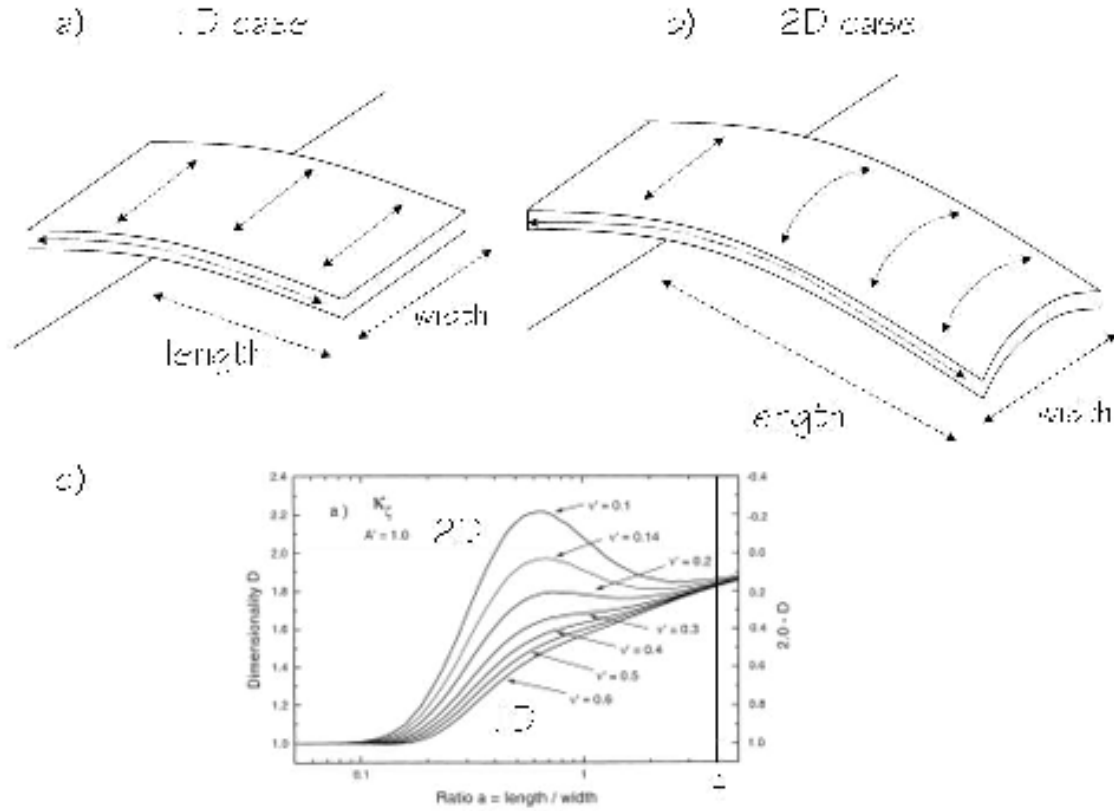 a) 1D case
b) 2D case
length
width
length
width
c)
a) K'ζ
A' = 1.0
2D
1D
v' = 0.1
v' = 0.14
v' = 0.2
v' = 0.3
v' = 0.4
v' = 0.5
v' = 0.6
Dimensionality D
2.4
2.2
2.0
1.8
1.6
1.4
1.2
1.0
2.0 - D
-0.4
-0.2
0.0
0.2
0.4
0.6
0.8
1.0
0.1
1
4
Ratio a = length / width